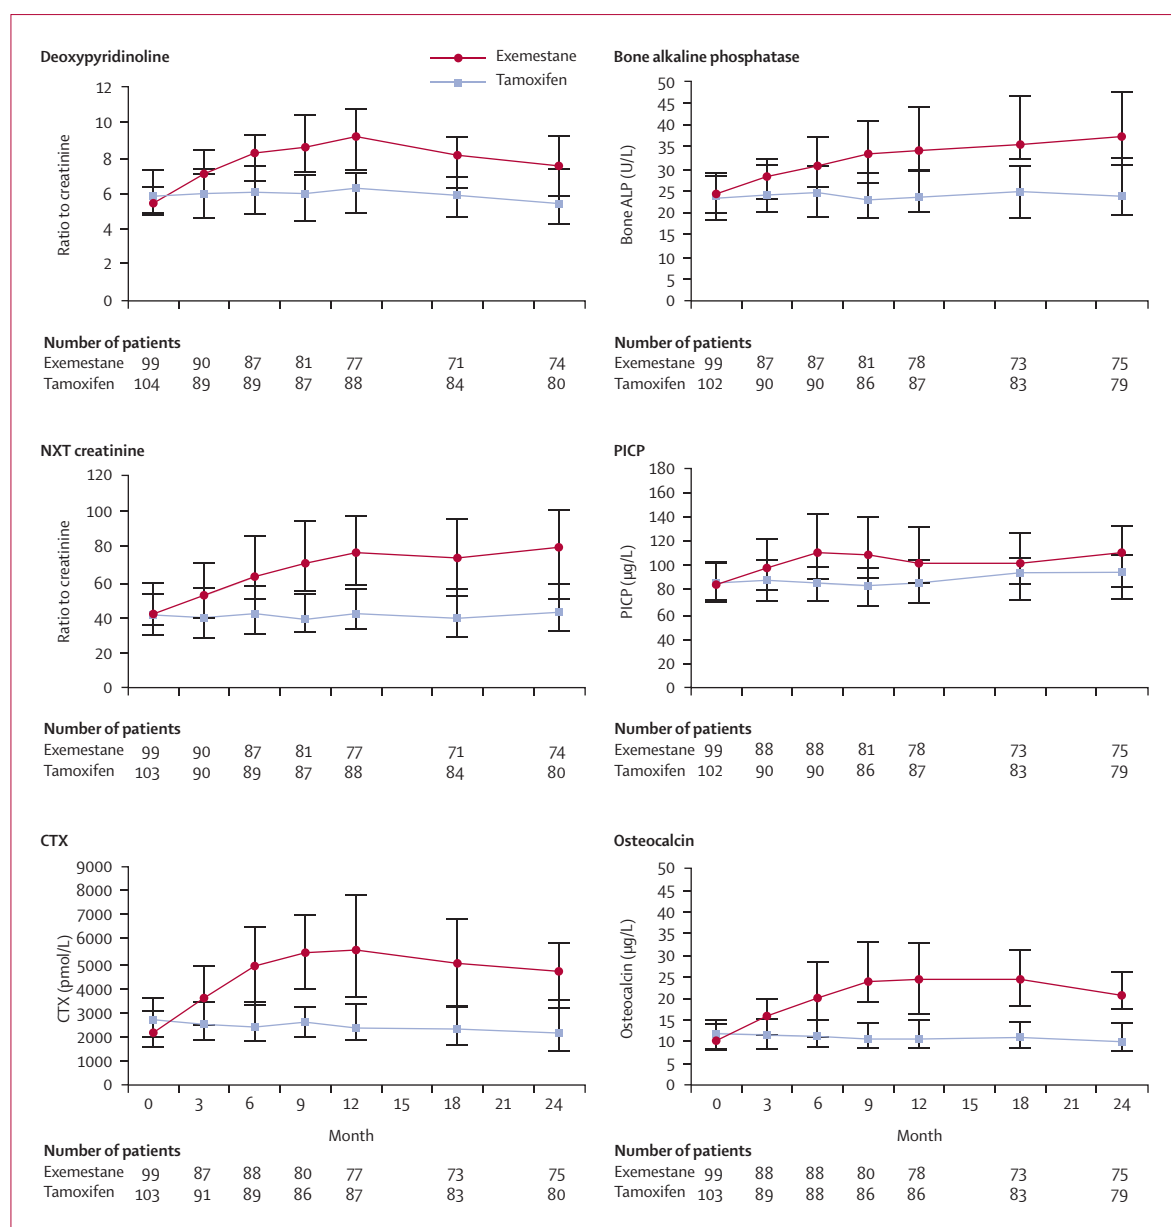 Deoxypyridinoline
Exemestane
Tamoxifen
Ratio to creatinine
12
10
8
6
4
2
0
Number of patients
Exemestane 99 90 87 81 77 71 74
Tamoxifen 104 89 89 87 88 84 80
Bone alkaline phosphatase
Bone ALP (U/L)
50
45
40
35
30
25
20
15
10
5
0
Number of patients
Exemestane 99 87 87 81 78 73 75
Tamoxifen 102 90 90 86 87 83 79
NXT creatinine
Ratio to creatinine
120
100
80
60
40
20
0
Number of patients
Exemestane 99 90 87 81 77 71 74
Tamoxifen 103 90 89 87 88 84 80
PICP
PICP (µg/L)
180
160
140
120
100
80
60
40
20
0
Number of patients
Exemestane 99 88 88 81 78 73 75
Tamoxifen 102 90 90 86 87 83 79
CTX
CTX (pmol/L)
9000
8000
7000
6000
5000
4000
3000
2000
1000
0
0 3 6 9 12 15 18 21 24
Month
Number of patients
Exemestane 99 87 88 80 77 73 75
Tamoxifen 103 91 89 86 87 83 80
Osteocalcin
Osteocalcin (µg/L)
50
45
40
35
30
25
20
15
10
5
0
0 3 6 9 12 15 18 21 24
Month
Number of patients
Exemestane 99 88 88 80 78 73 75
Tamoxifen 103 89 88 86 86 83 79